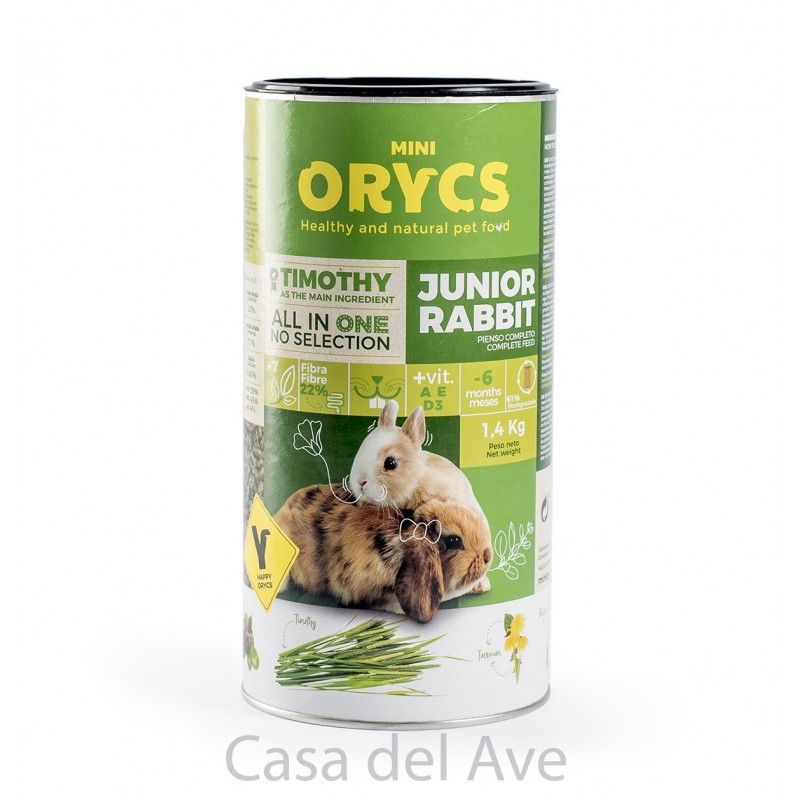 MINI
ORYCS
Healthy and natural pet food
TIMOTHY
AS THE MAIN INGREDIENT
ALL IN ONE
NO SELECTION
JUNIOR
RABBIT
PIENSO COMPLETO
COMPLETE FEED
Fibra
Fibre
22%
+vit.
A E
D3
-6
months
meses
61%
1,4 Kg
Peso neto
Net weight
HAPPY
ORYCS
Timothy
Taraxacum
Casa del Ave